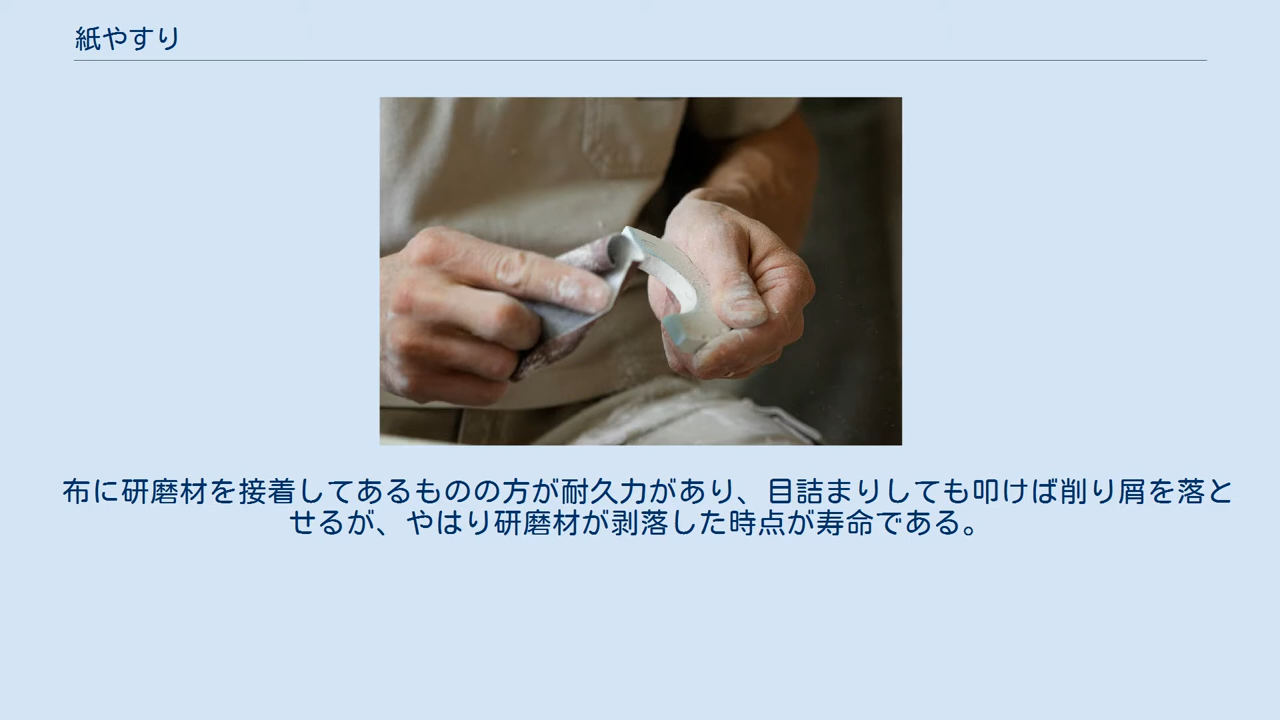 紙やすり
布に研磨材を接着してあるものの方が耐久力があり、目詰まりしても叩けば削り屑を落と
せるが、やはり研磨材が剥落した時点が寿命である。